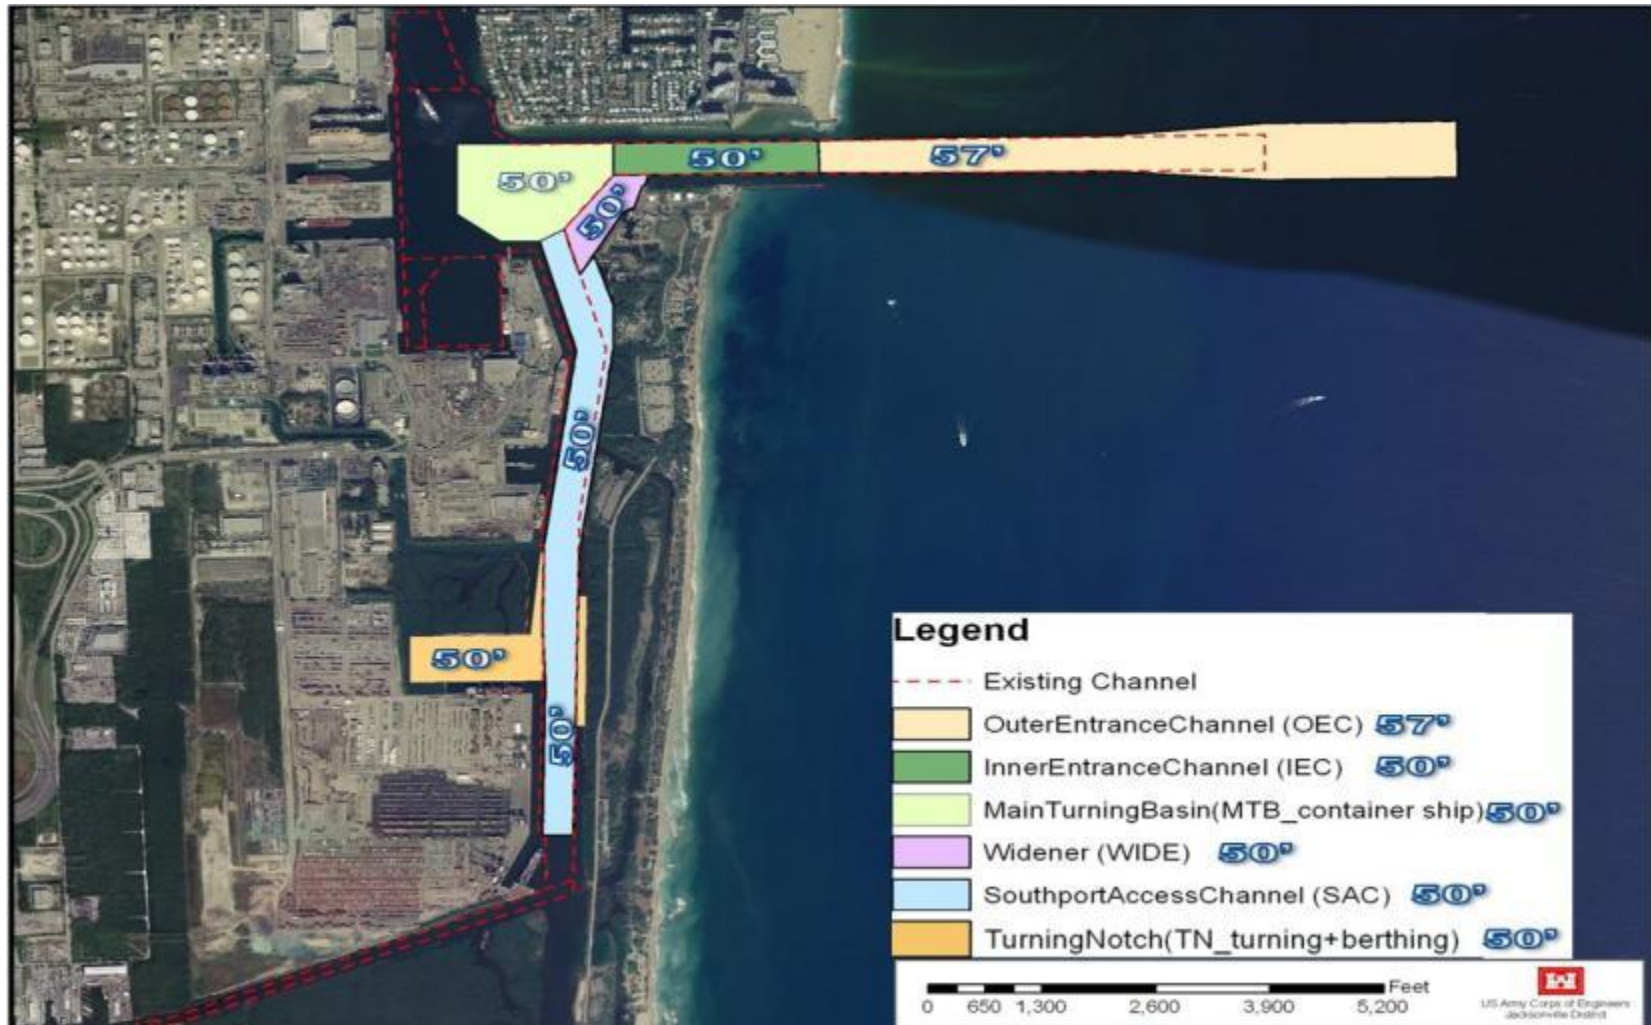 50'
57'
50'
50'
50'
50'
50'
Legend
Existing Channel
OuterEntranceChannel (OEC) 57'
InnerEntranceChannel (IEC) 50'
MainTurningBasin(MTB_container ship) 50'
Widener (WIDE) 50'
SouthportAccessChannel (SAC) 50'
TurningNotch(TN_turning+berthing) 50'
Feet
0 650 1,300 2,600 3,900 5,200
US Army Corps of Engineers
Jacksonville District